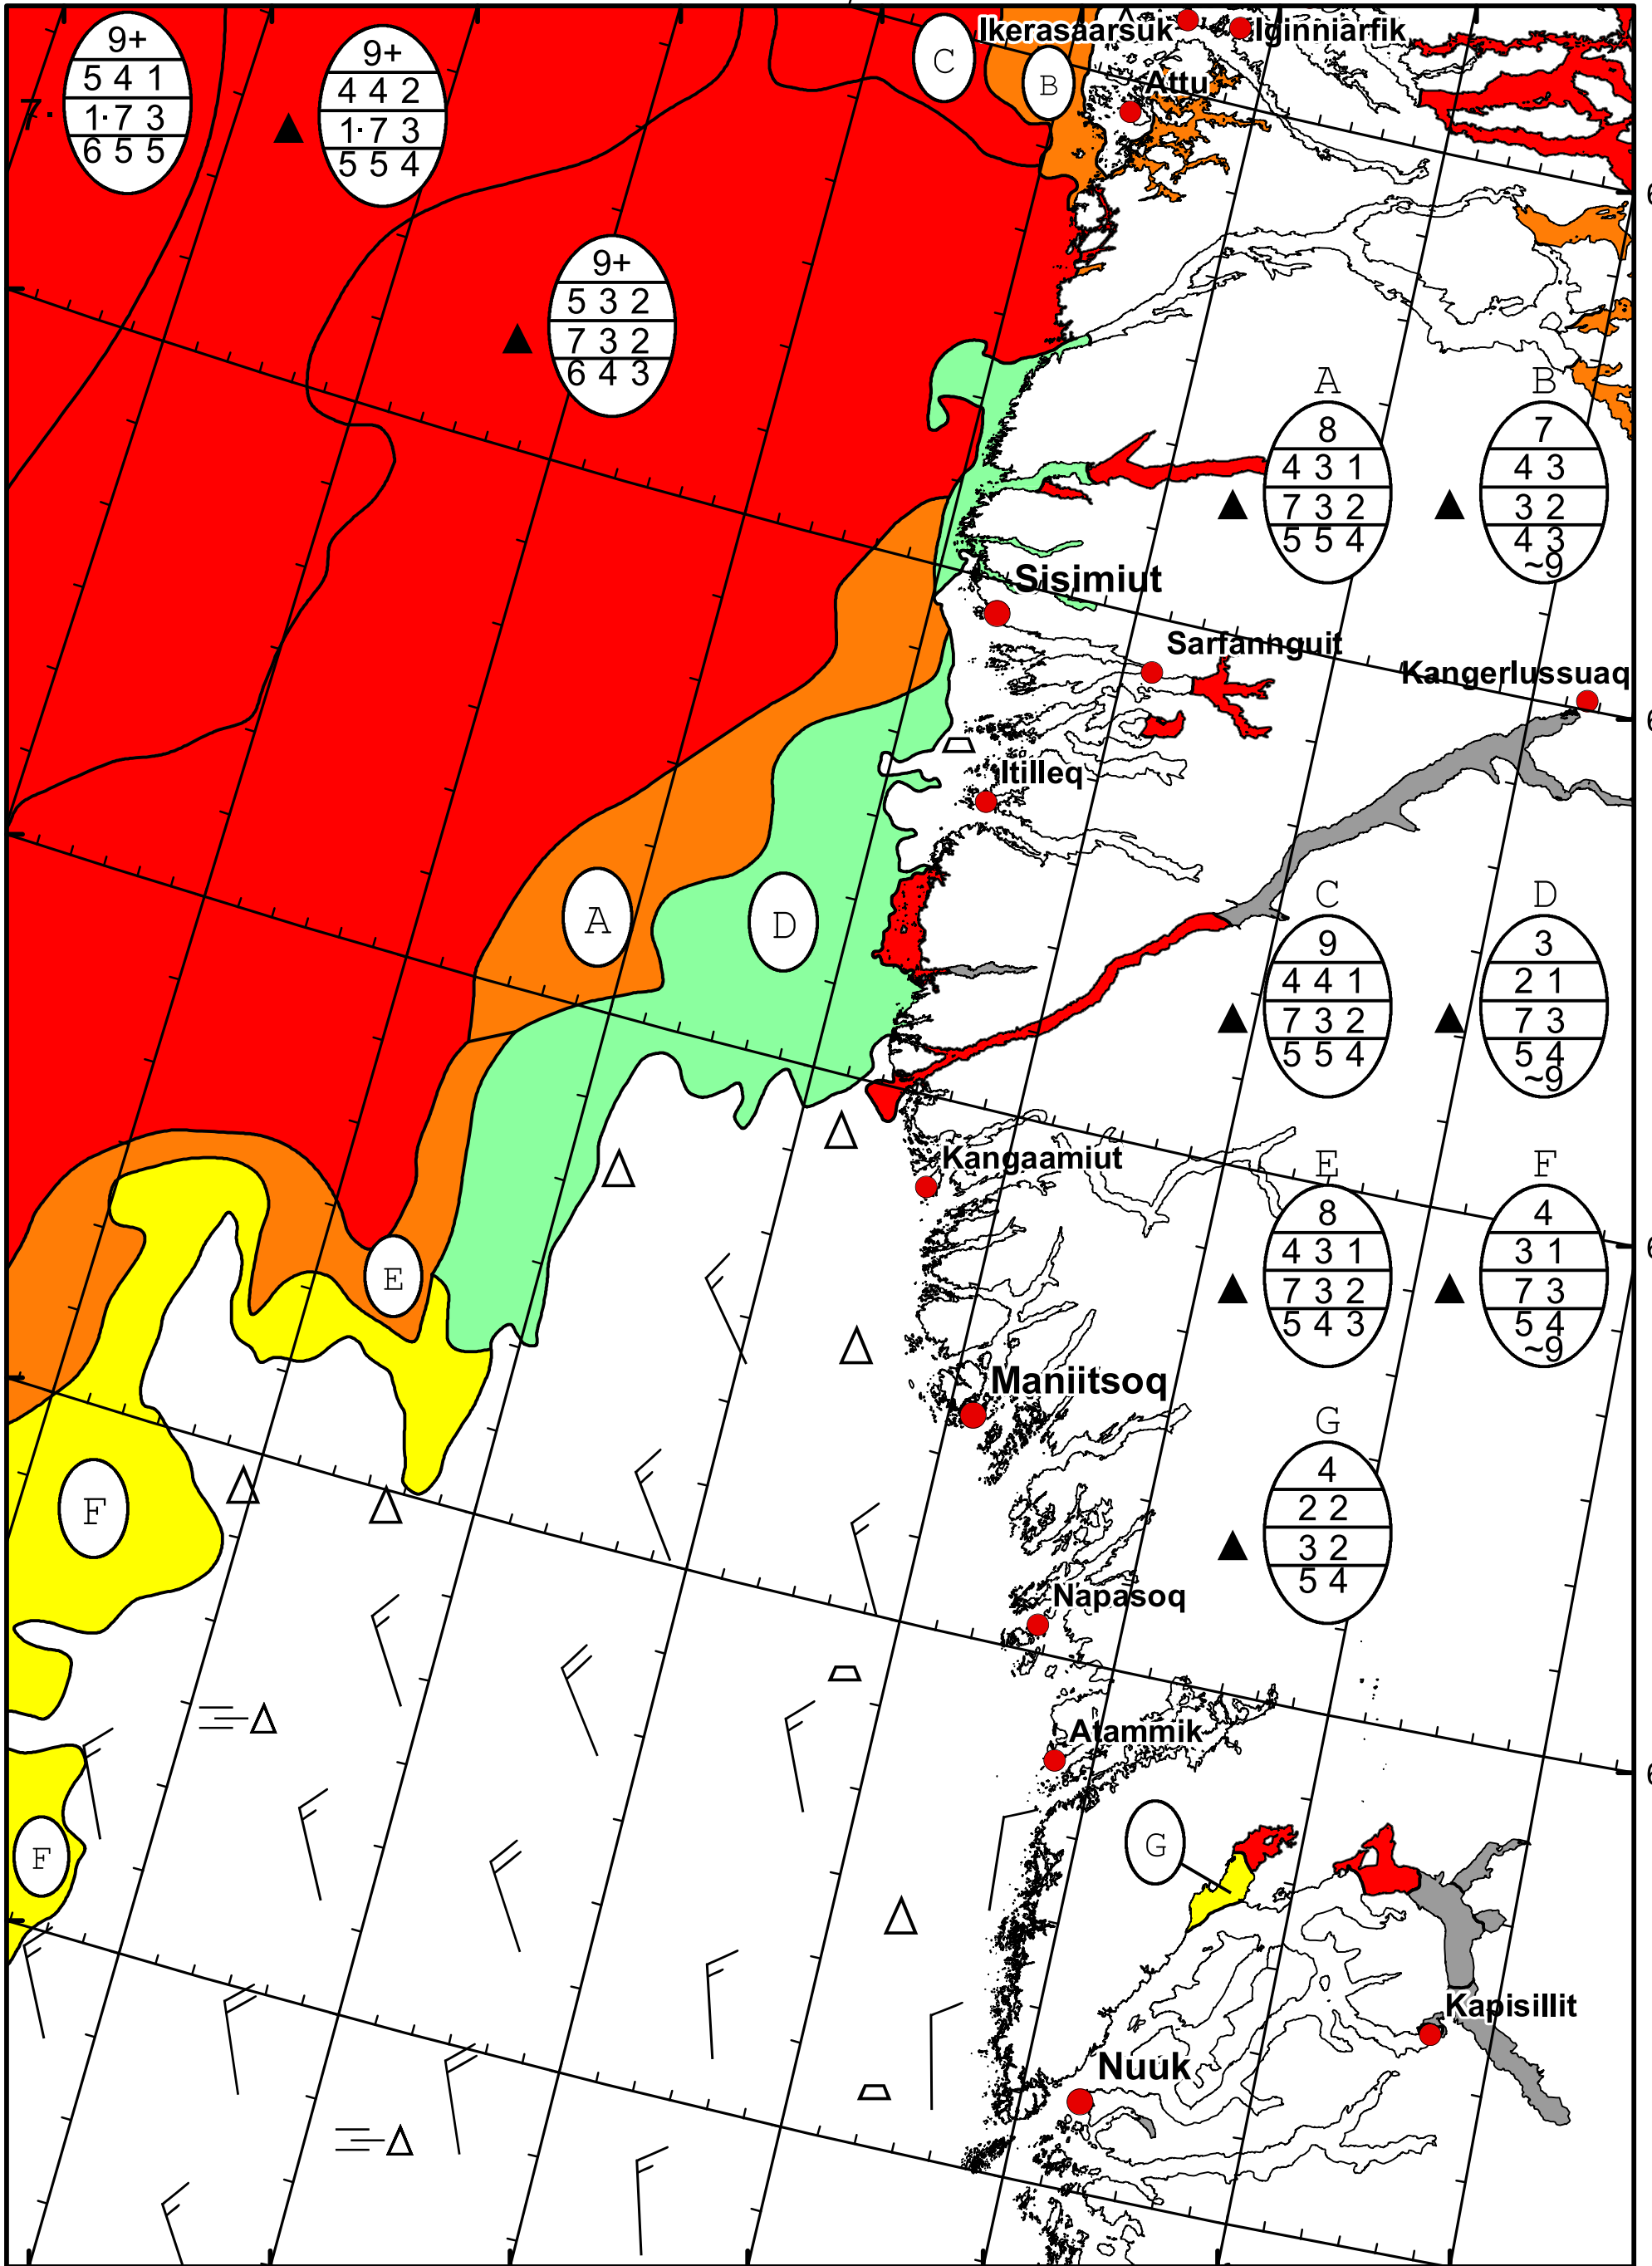 9+
5 4 1
7· 1·7 3
6 5 5
9+
4 4 2
1·7 3
5 5 4
C
B
Ikerasaarsuk
Iginniarfik
Attu
9+
5 3 2
7 3 2
6 4 3
A
8
4 3 1
7 3 2
5 5 4
B
7
4 3
3 2
4 3
~9
Sisimiut
Sarfannguit
Kangerlussuaq
Itilleq
A
D
C
9
4 4 1
7 3 2
5 5 4
D
3
2 1
7 3
5 4
~9
Kangaamiut
E
E
8
4 3 1
7 3 2
5 4 3
F
4
3 1
7 3
5 4
~9
Maniitsoq
G
4
2 2
3 2
5 4
F
Napasoq
Atammik
G
F
Kapisillit
Nuuk